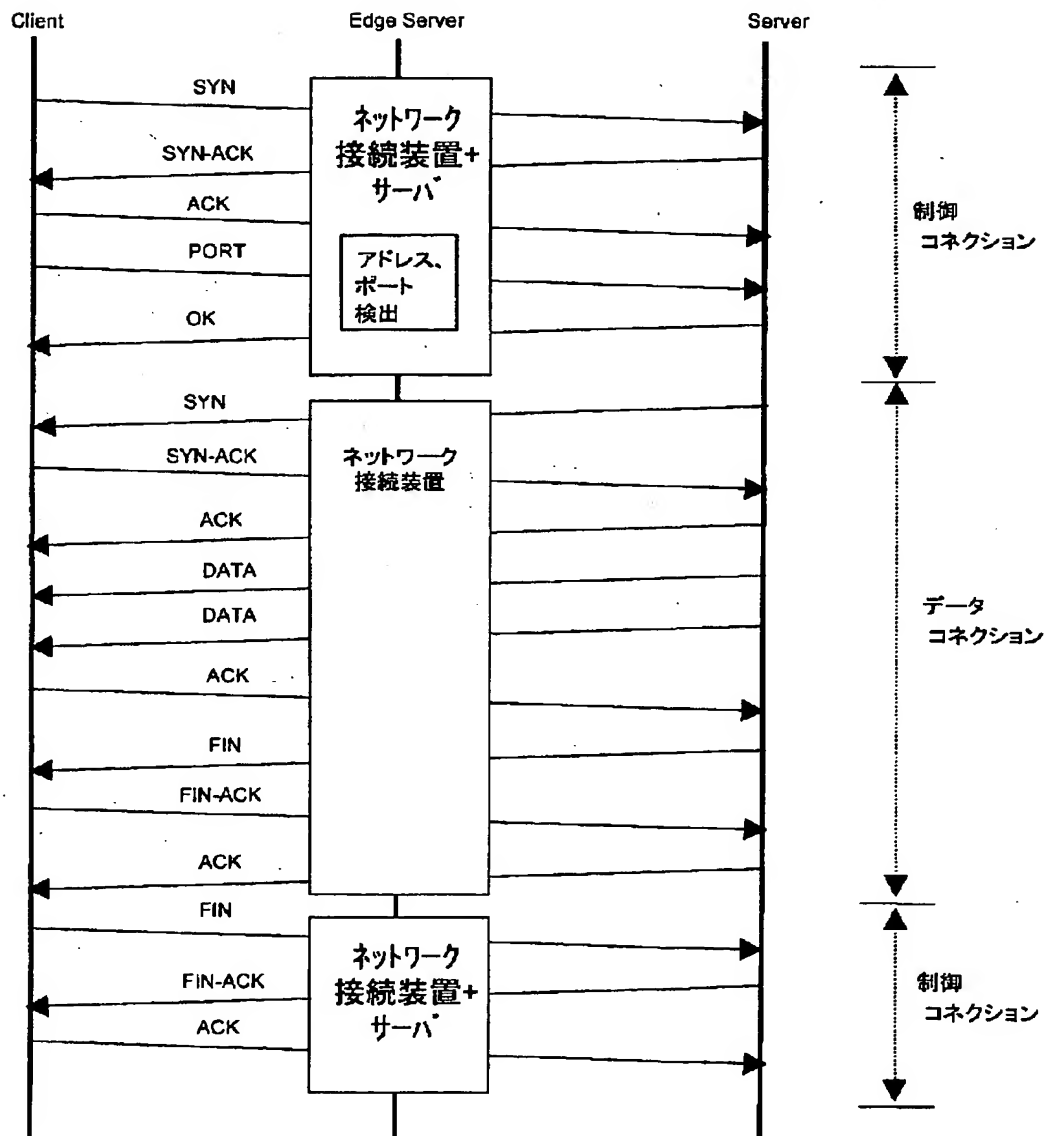 Client
Edge Server
Server
SYN
ネットワーク
接続装置+
サーバ
SYN-ACK
ACK
PORT
アドレス、
ポート
検出
OK
制御
コネクション
SYN
SYN-ACK
ネットワーク
接続装置
ACK
DATA
DATA
ACK
FIN
FIN-ACK
ACK
データ
コネクション
FIN
ネットワーク
接続装置+
サーバ
FIN-ACK
ACK
制御
コネクション